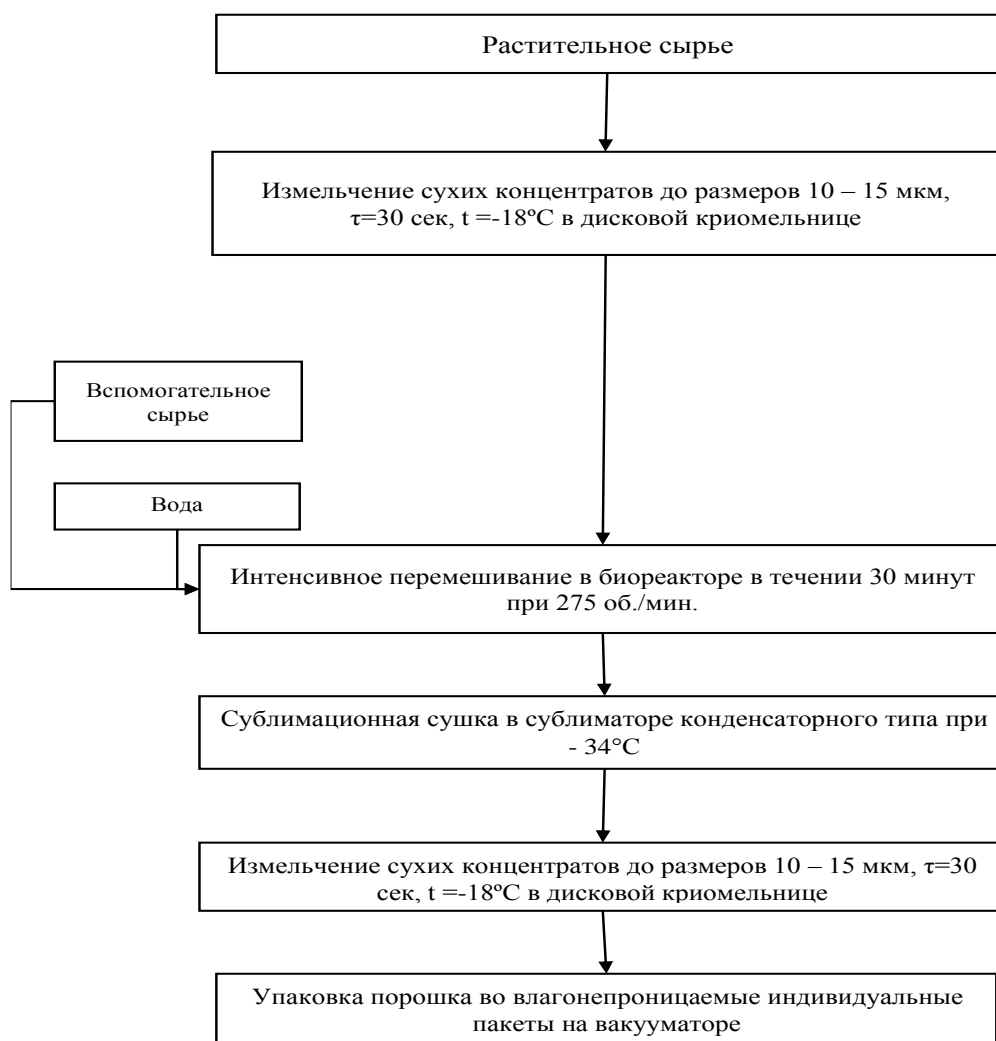 Растительное сырье
Измельчение сухих концентратов до размеров 10 – 15 мкм,
τ=30 сек, t =-18ºС в дисковой криомельнице
Вспомогательное
сырье
Вода
Интенсивное перемешивание в биореакторе в течении 30 минут
при 275 об./мин.
Сублимационная сушка в сублиматоре конденсаторного типа при
- 34°С
Измельчение сухих концентратов до размеров 10 – 15 мкм, τ=30
сек, t =-18ºС в дисковой криомельнице
Упаковка порошка во влагонепроницаемые индивидуальные
пакеты на вакууматоре